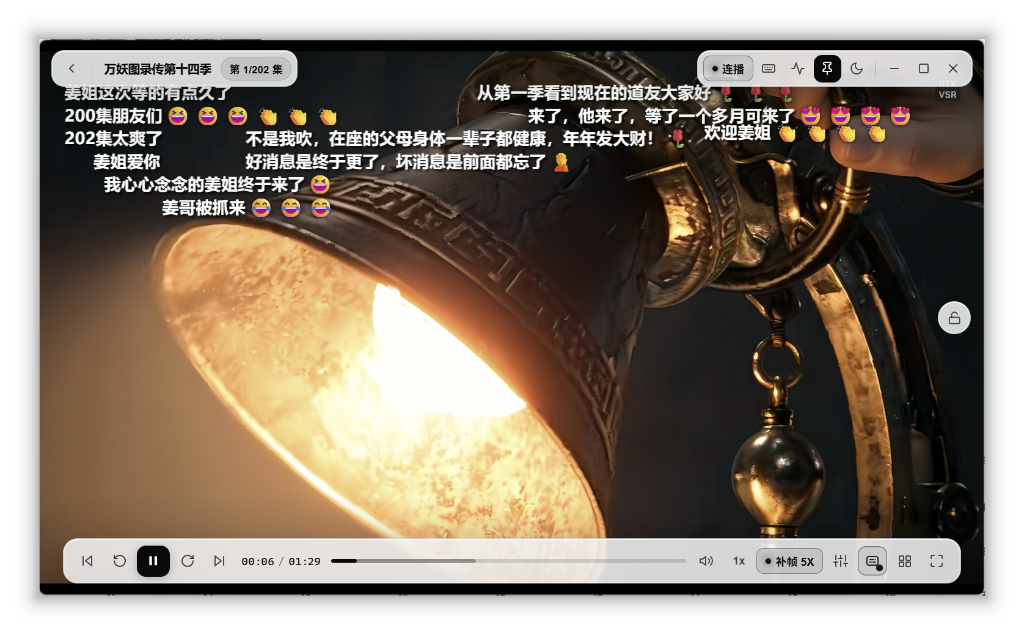 万妖图录传第十四季 第 1/202 集
连播
VSR
姜姐这次等的有点久了
从第一季看到现在的道友大家好🌹🌹🌹
200集朋友们😆😆😆👏👏👏
来了，他来了，等了一个多月可来了🤩🤩🤩🤩
202集太爽了
不是我吹，在座的父母身体一辈子都健康，年年发大财！🌹
欢迎姜姐👏👏👏👏
姜姐爱你
好消息是终于更了，坏消息是前面都忘了🤦
我心心念念的姜姐终于来了😆
姜哥被抓来😂😂😂
00:06 / 01:29
1x
补帧 5X